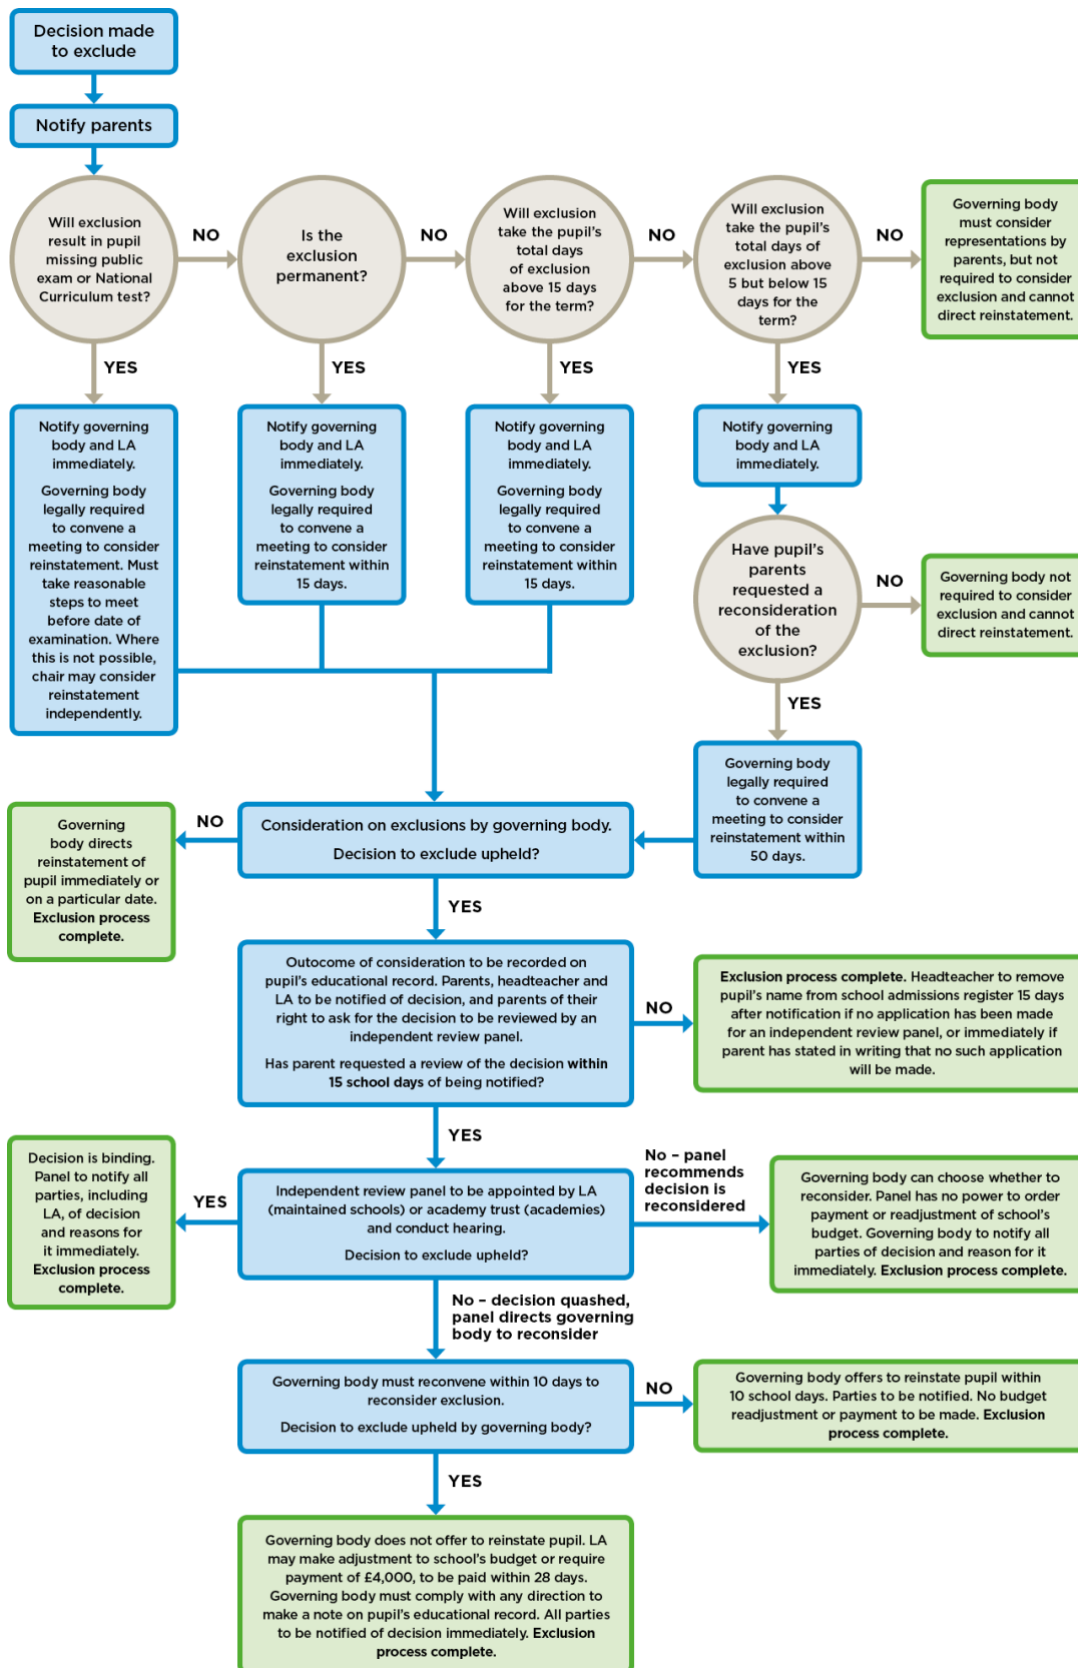 Decision made
to exclude
Notify parents
Will exclusion
result in pupil
missing public
exam or National
Curriculum test?
NO
Is the
exclusion
permanent?
NO
Will exclusion
take the pupil's
total days
of exclusion
above 15 days
for the term?
NO
Will exclusion
take the pupil's
total days of
exclusion above
5 but below 15
days for the
term?
NO
Governing body
must consider
representations by
parents, but not
required to consider
exclusion and cannot
direct reinstatement.
YES
YES
YES
YES
Notify governing
body and LA
immediately.
Governing body
legally required
to convene a
meeting to consider
reinstatement. Must
take reasonable
steps to meet
before date of
examination. Where
this is not possible,
chair may consider
reinstatement
independently.
Notify governing
body and LA
immediately.
Governing body
legally required
to convene a
meeting to consider
reinstatement within
15 days.
Notify governing
body and LA
immediately.
Governing body
legally required
to convene a
meeting to consider
reinstatement within
15 days.
Notify governing
body and LA
immediately.
Have pupil's
parents
requested a
reconsideration
of the
exclusion?
NO
Governing body not
required to consider
exclusion and cannot
direct reinstatement.
YES
Governing body
legally required
to convene a
meeting to consider
reinstatement within
50 days.
Consideration on exclusions by governing body.
Decision to exclude upheld?
NO
Governing
body directs
reinstatement of
pupil immediately or
on a particular date.
Exclusion process
complete.
YES
Outocome of consideration to be recorded on
pupil's educational record. Parents, headteacher and
LA to be notified of decision, and parents of their
right to ask for the decision to be reviewed by an
independent review panel.
Has parent requested a review of the decision within
15 school days of being notified?
NO
Exclusion process complete. Headteacher to remove
pupil's name from school admissions register 15 days
after notification if no application has been made
for an independent review panel, or immediately if
parent has stated in writing that no such application
will be made.
YES
Independent review panel to be appointed by LA
(maintained schools) or academy trust (academies)
and conduct hearing.
Decision to exclude upheld?
YES
Decision is binding.
Panel to notify all
parties, including
LA, of decision
and reasons for
it immediately.
Exclusion process
complete.
No – panel
recommends
decision is
reconsidered
Governing body can choose whether to
reconsider. Panel has no power to order
payment or readjustment of school's
budget. Governing body to notify all
parties of decision and reason for it
immediately. Exclusion process complete.
No – decision quashed,
panel directs governing
body to reconsider
Governing body must reconvene within 10 days to
reconsider exclusion.
Decision to exclude upheld by governing body?
NO
Governing body offers to reinstate pupil within
10 school days. Parties to be notified. No budget
readjustment or payment to be made. Exclusion
process complete.
YES
Governing body does not offer to reinstate pupil. LA
may make adjustment to school's budget or require
payment of £4,000, to be paid within 28 days.
Governing body must comply with any direction to
make a note on pupil's educational record. All parties
to be notified of decision immediately. Exclusion
process complete.